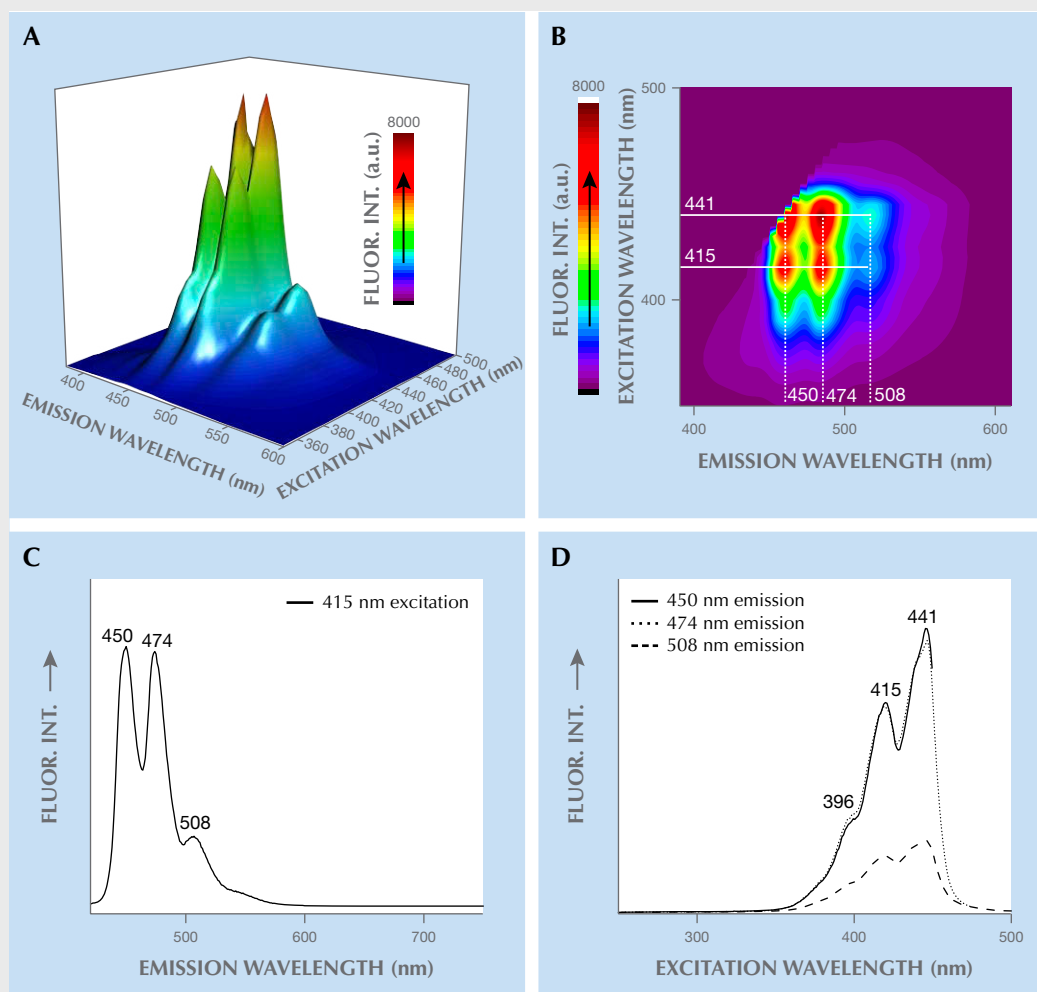 A
8000
FLUOR. INT. (a.u.)
400
450
500
550
600
EMISSION WAVELENGTH (nm)
360
380
400
420
440
460
480
500
EXCITATION WAVELENGTH (nm)
B
8000
FLUOR. INT. (a.u.)
EXCITATION WAVELENGTH (nm)
500
400
441
415
450
474
508
400
500
600
EMISSION WAVELENGTH (nm)
C
415 nm excitation
450
474
508
FLUOR. INT.
500
600
700
EMISSION WAVELENGTH (nm)
D
450 nm emission
474 nm emission
508 nm emission
441
415
396
FLUOR. INT.
300
400
500
EXCITATION WAVELENGTH (nm)